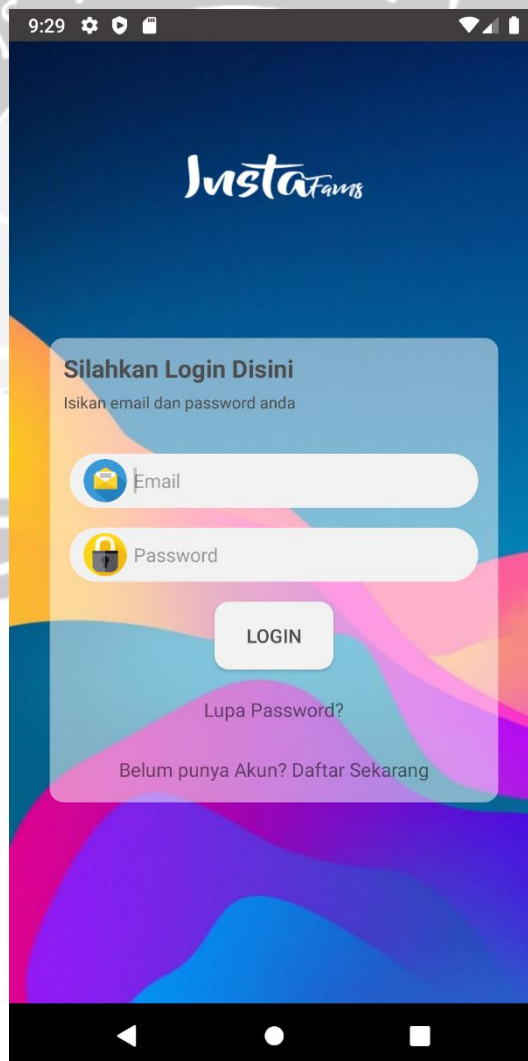 9:29
InstaFams
Silahkan Login Disini
Isikan email dan password anda
Email
Password
LOGIN
Lupa Password?
Belum punya Akun? Daftar Sekarang